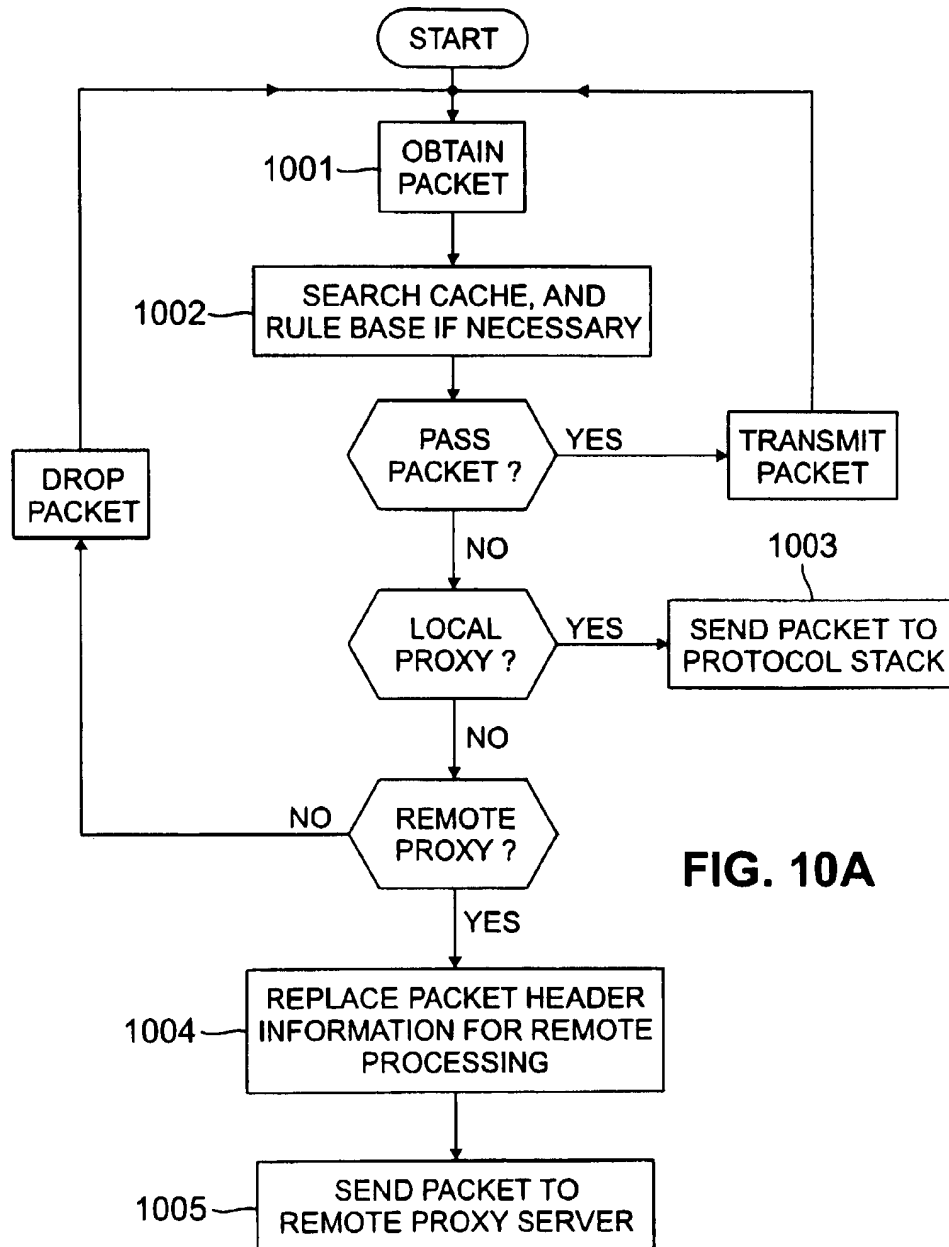 START
1001
OBTAIN
PACKET
1002
SEARCH CACHE, AND
RULE BASE IF NECESSARY
PASS
PACKET ?
YES
TRANSMIT
PACKET
DROP
PACKET
NO
1003
LOCAL
PROXY ?
YES
SEND PACKET TO
PROTOCOL STACK
NO
REMOTE
PROXY ?
NO
FIG. 10A
YES
1004
REPLACE PACKET HEADER
INFORMATION FOR REMOTE
PROCESSING
1005
SEND PACKET TO
REMOTE PROXY SERVER